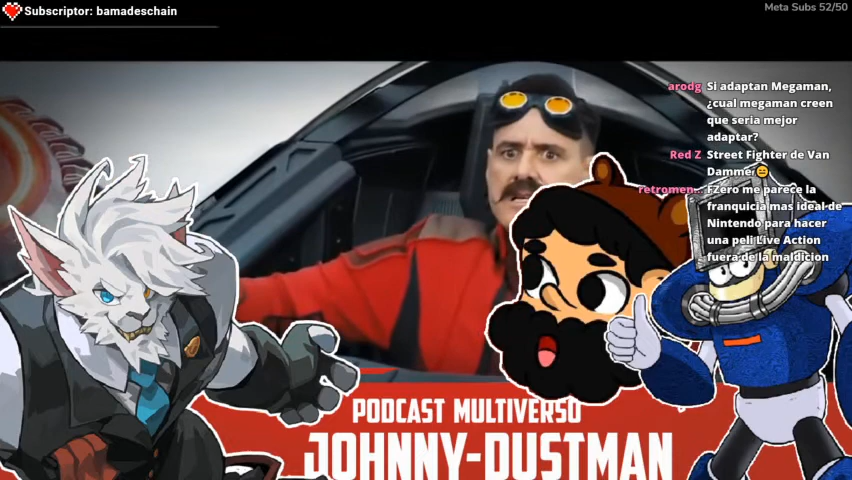 Subscriptor: bamadeschain
Meta Subs 52/50
arodg Si adaptan Megaman,
¿cual megaman creen
que seria mejor
adaptar?
Red Z Street Fighter de Van
Damme
retromen... FZero me parece la
franquicia mas ideal de
Nintendo para hacer
una peli Live Action
fuera de la maldicion
PODCAST MULTIVERSO
JOHNNY-DUSTMAN